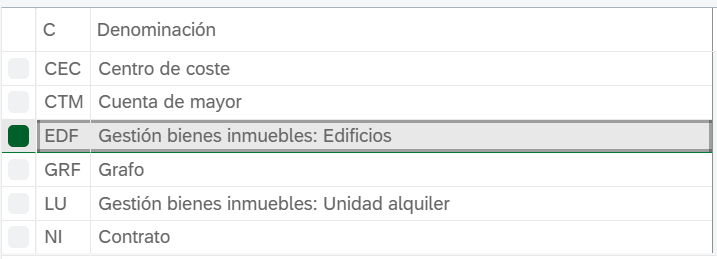 C Denominación
CEC Centro de coste
CTM Cuenta de mayor
EDF Gestión bienes inmuebles: Edificios
GRF Grafo
LU Gestión bienes inmuebles: Unidad alquiler
NI Contrato